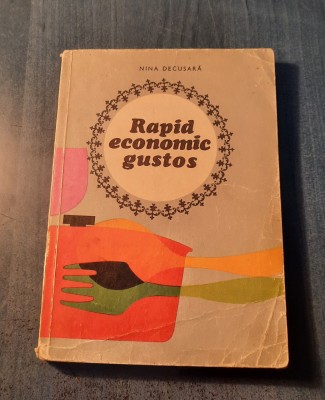 NINA DECUSARĂ
Rapid
economic
gustos